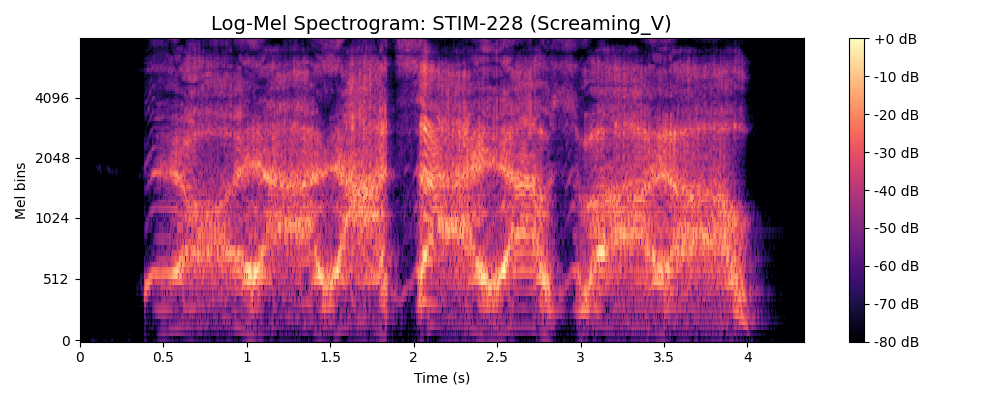 Log-Mel Spectrogram: STIM-228 (Screaming_V)
Mel bins
4096
2048
1024
512
0
0 0.5 1 1.5 2 2.5 3 3.5 4
Time (s)
+0 dB
-10 dB
-20 dB
-30 dB
-40 dB
-50 dB
-60 dB
-70 dB
-80 dB